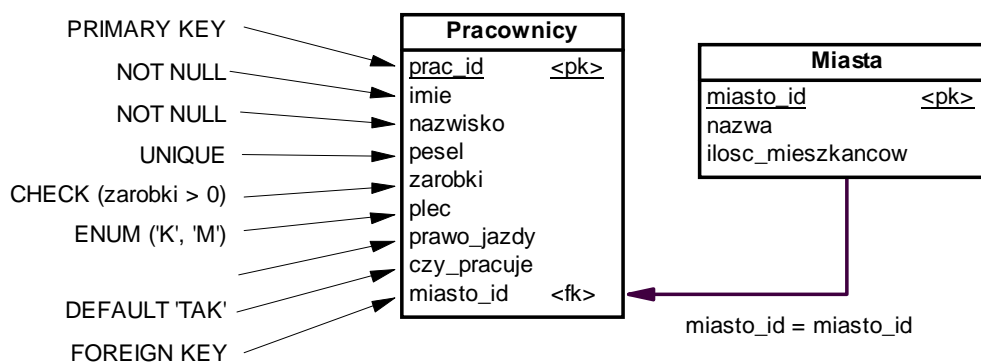 PRIMARY KEY
NOT NULL
NOT NULL
UNIQUE
CHECK (zarobki > 0)
ENUM ('K', 'M')
DEFAULT 'TAK'
FOREIGN KEY
Pracownicy
prac_id <pk>
imie
nazwisko
pesel
zarobki
plec
prawo_jazdy
czy_pracuje
miasto_id <fk>
Miasta
miasto_id <pk>
nazwa
ilosc_mieszkancow
miasto_id = miasto_id